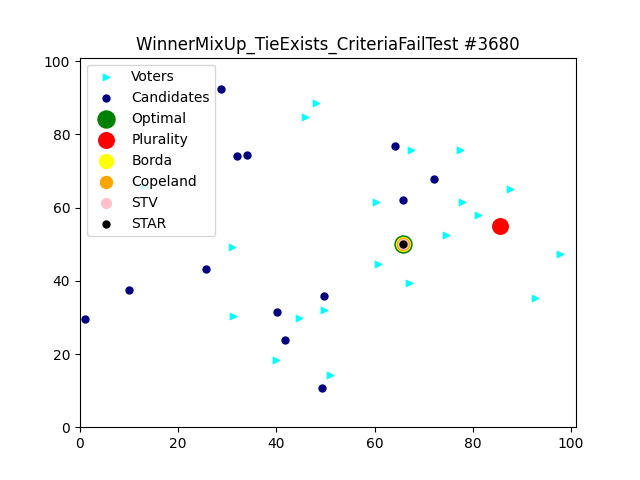 WinnerMixUp_TieExists_CriteriaFailTest #3680
100
80
60
40
20
0
Voters
Candidates
Optimal
Plurality
Borda
Copeland
STV
STAR
0 20 40 60 80 100